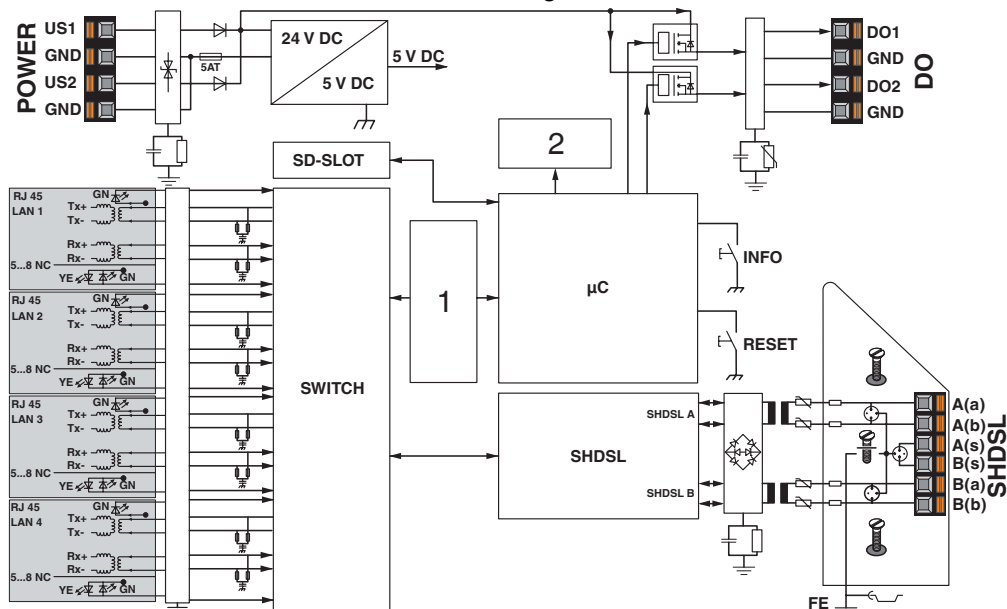 POWER
US1
GND
US2
GND
5AT
24 V DC
5 V DC
5 V DC
DO1
GND
DO2
GND
DO
SD-SLOT
2
RJ 45
LAN 1
GN
Tx+
Tx-
Rx+
Rx-
5...8 NC
YE
GN
RJ 45
LAN 2
GN
Tx+
Tx-
Rx+
Rx-
5...8 NC
YE
GN
RJ 45
LAN 3
GN
Tx+
Tx-
Rx+
Rx-
5...8 NC
YE
GN
RJ 45
LAN 4
GN
Tx+
Tx-
Rx+
Rx-
5...8 NC
YE
GN
SWITCH
1
µC
INFO
RESET
SHDSL
SHDSL A
SHDSL B
A(a)
A(b)
A(s)
B(s)
B(a)
B(b)
SHDSL
FE